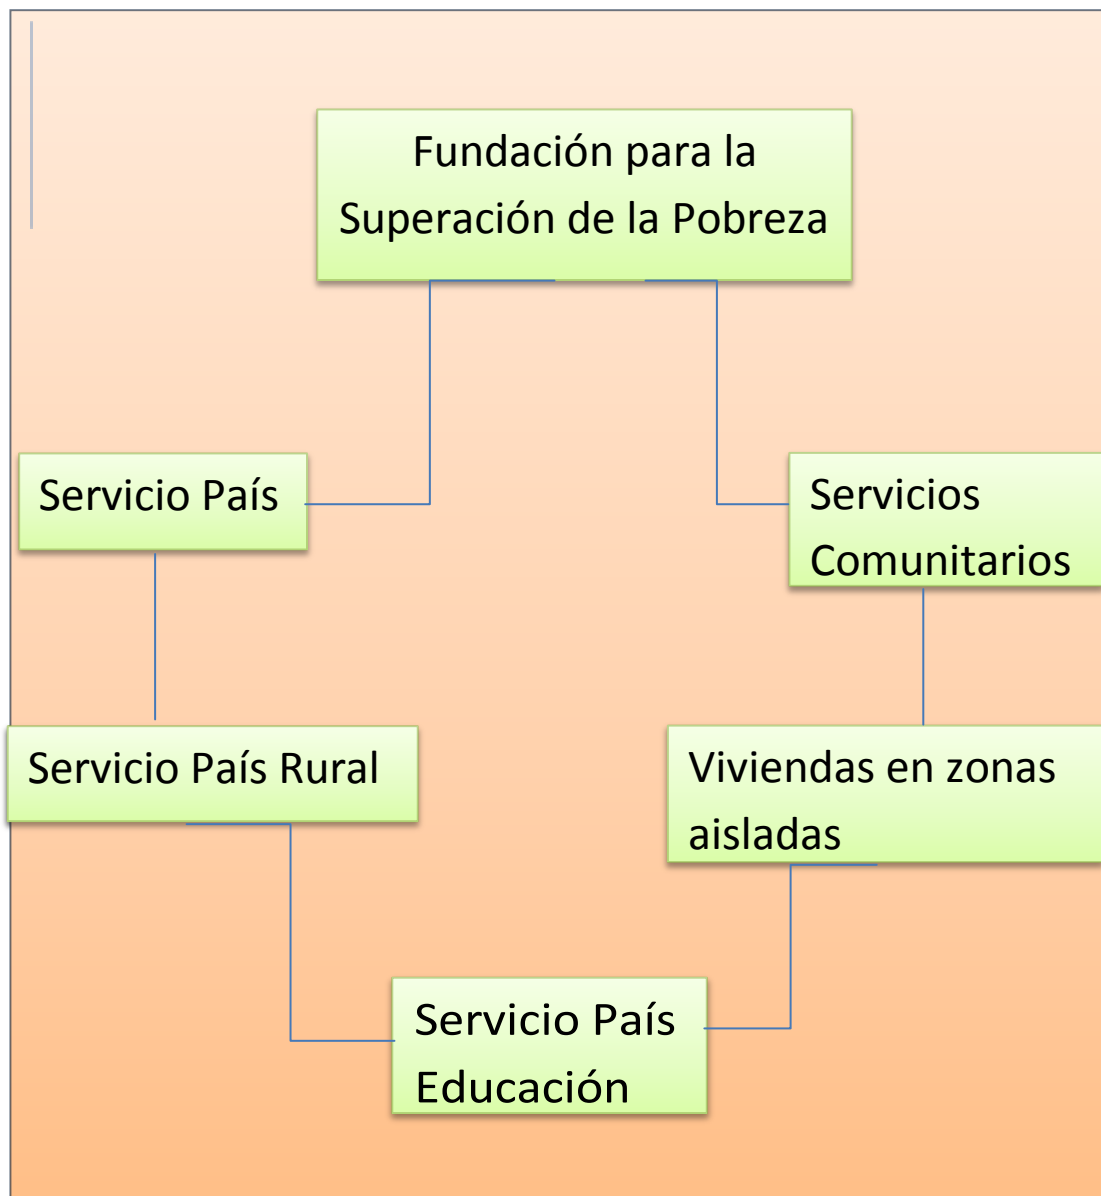 Fundación para la
Superación de la Pobreza
Servicio País
Servicios
Comunitarios
Servicio País Rural
Viviendas en zonas
aisladas
Servicio País
Educación